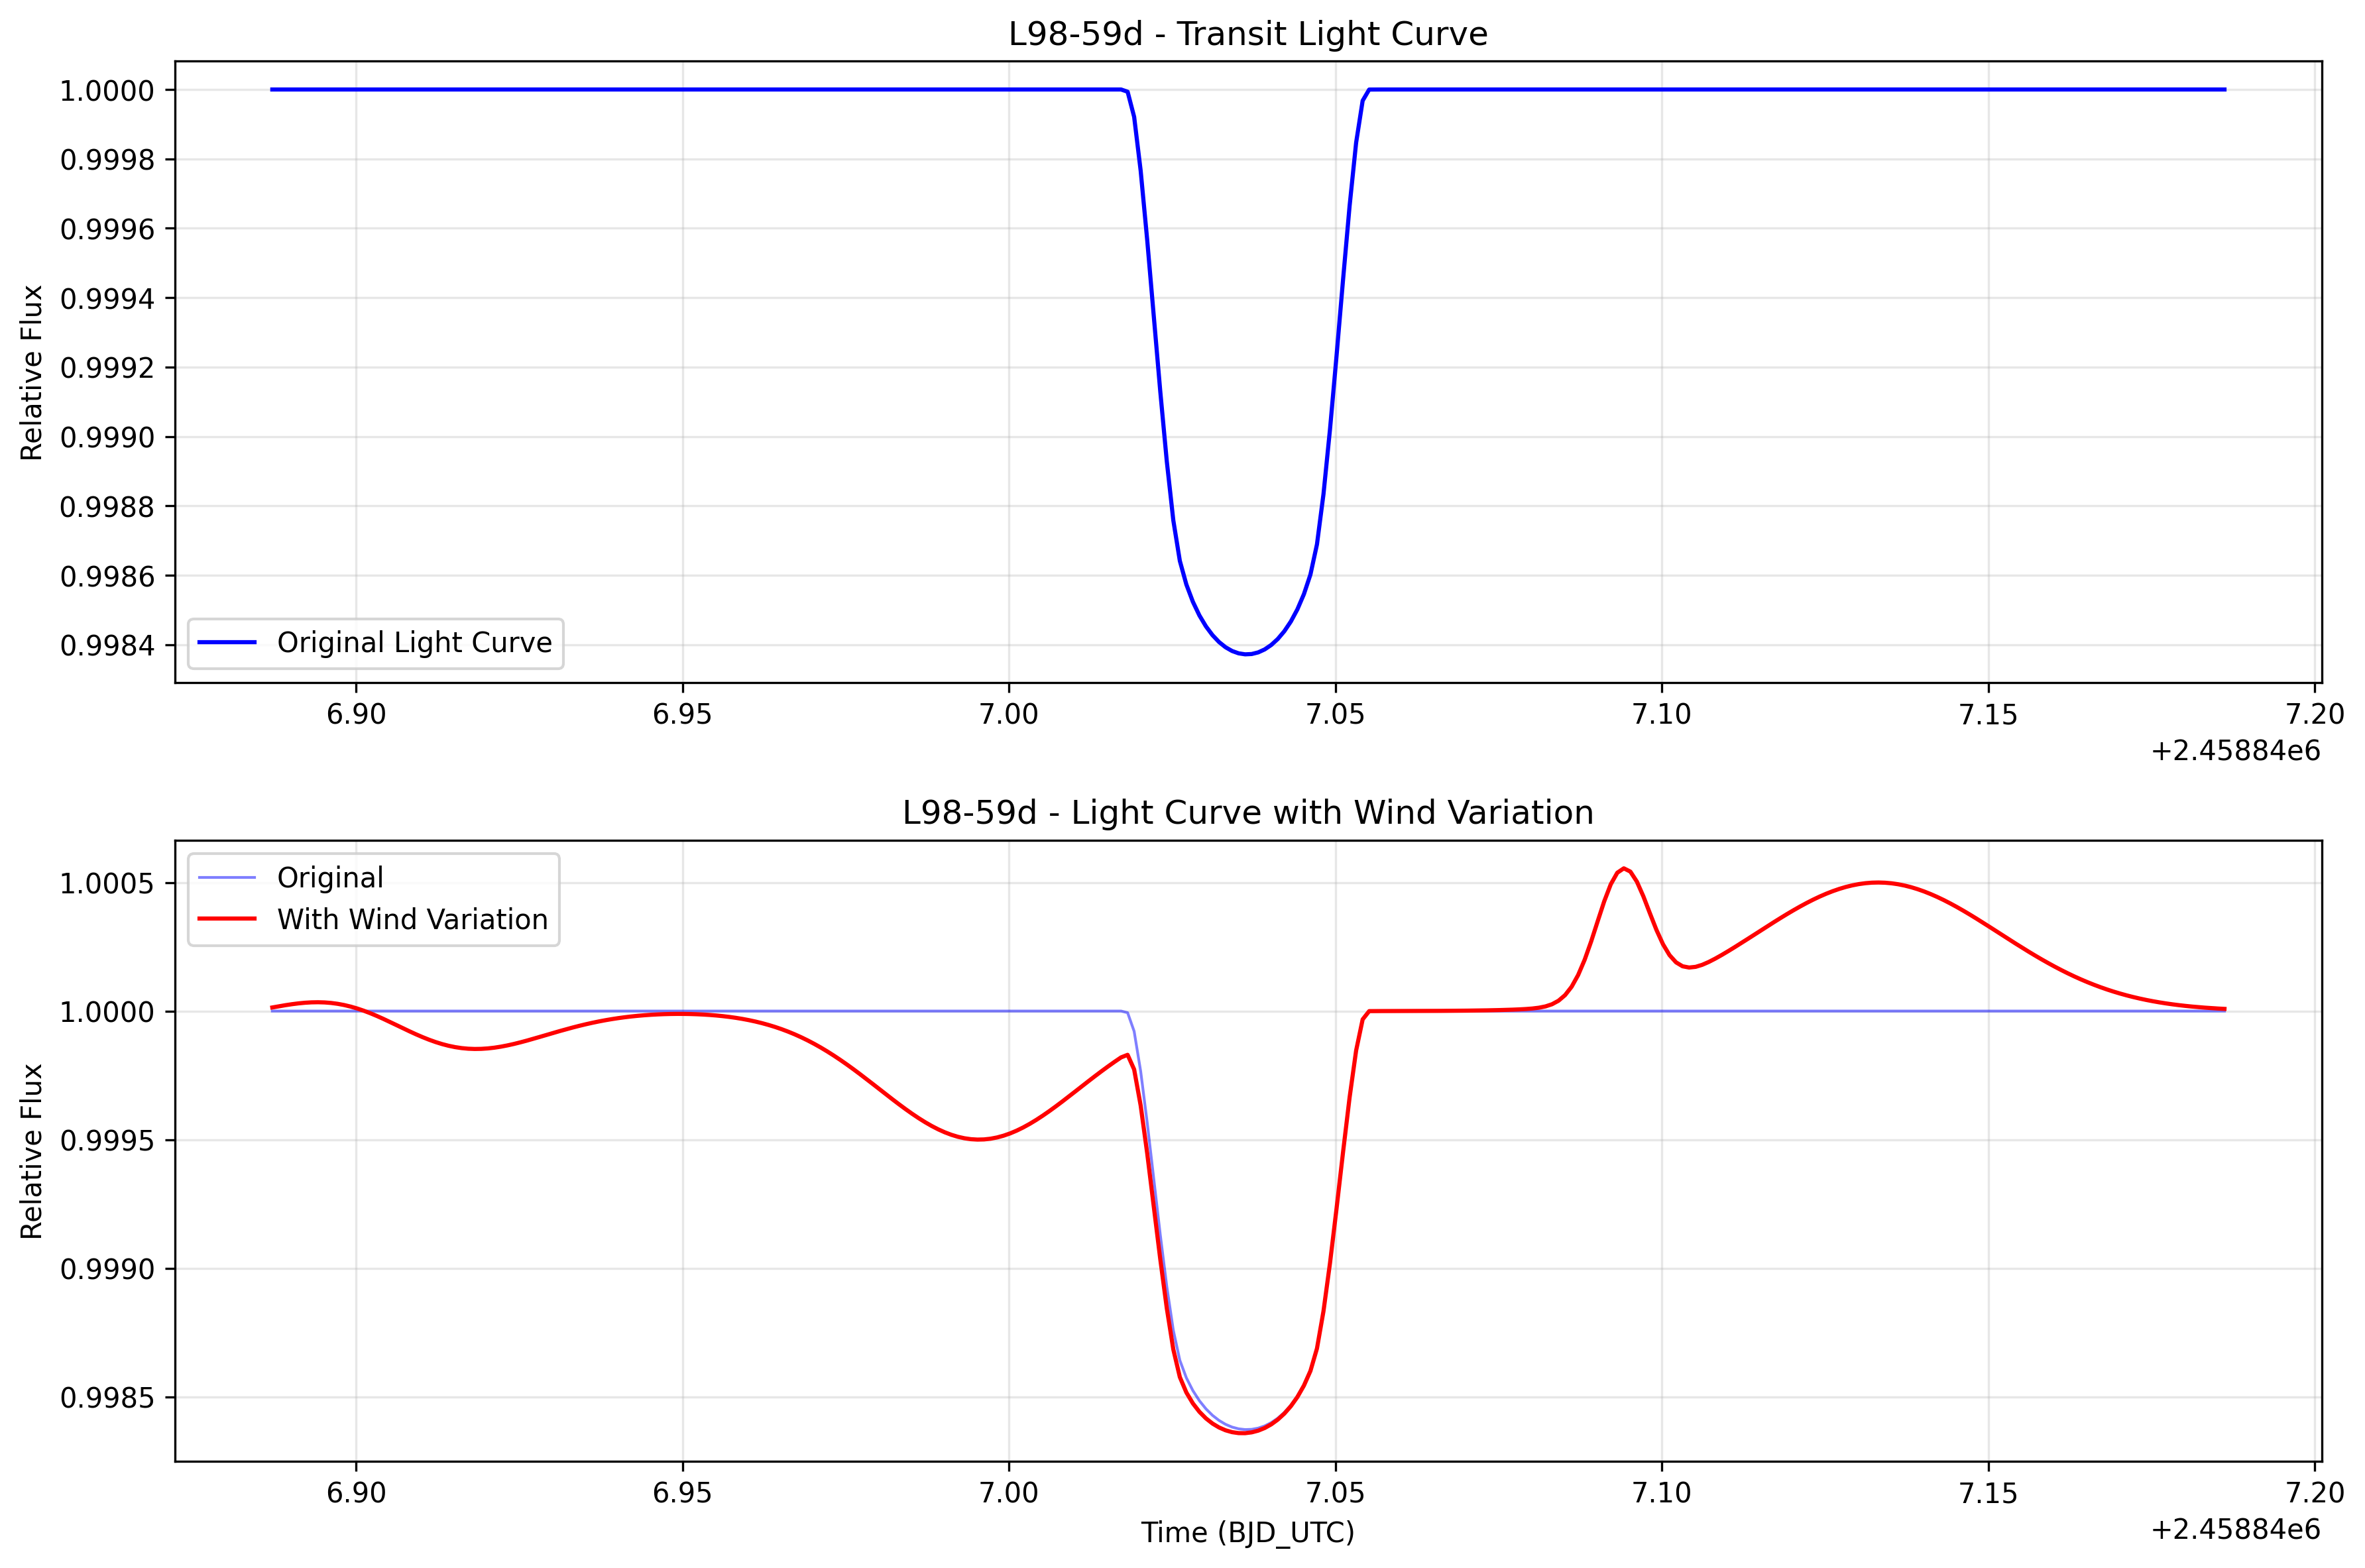 L98-59d - Transit Light Curve
Relative Flux
1.0000
0.9998
0.9996
0.9994
0.9992
0.9990
0.9988
0.9986
0.9984
Original Light Curve
6.90 6.95 7.00 7.05 7.10 7.15 7.20
+2.45884e6
L98-59d - Light Curve with Wind Variation
Relative Flux
1.0005
1.0000
0.9995
0.9990
0.9985
Original
With Wind Variation
6.90 6.95 7.00 7.05 7.10 7.15 7.20
Time (BJD_UTC)
+2.45884e6